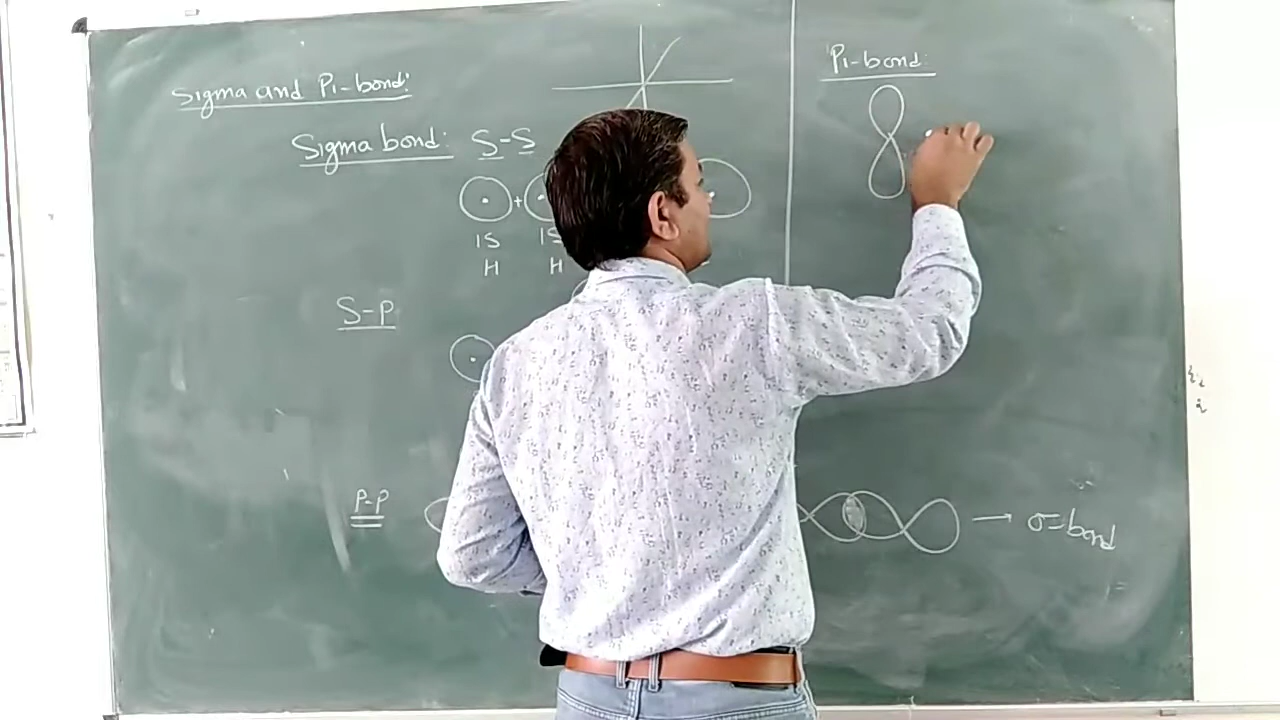 Sigma and Pi-bond:
Sigma bond: S-S
+
1S 1S
H H
S-P
P-P
→ σ=bond
Pi-bond: